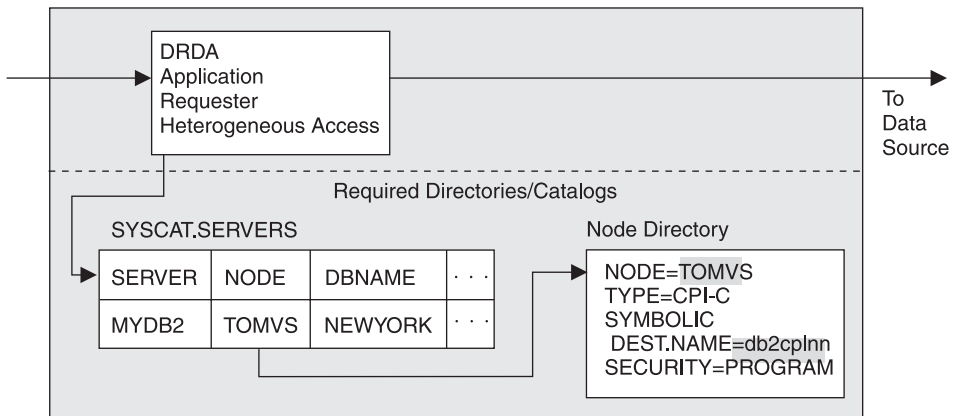 DRDA
Application
Requester
Heterogeneous Access
To
Data
Source
Required Directories/Catalogs
SYSCAT.SERVERS
SERVER NODE DBNAME . . .
MYDB2 TOMVS NEWYORK . . .
Node Directory
NODE=TOMVS
TYPE=CPI-C
SYMBOLIC
DEST.NAME=db2cplnn
SECURITY=PROGRAM